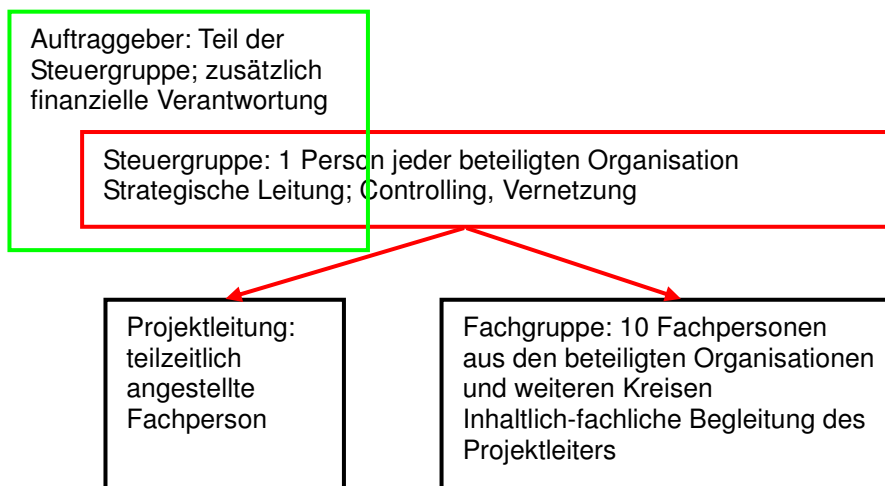 Auftraggeber: Teil der
Steuergruppe; zusätzlich
finanzielle Verantwortung
Steuergruppe: 1 Person jeder beteiligten Organisation
Strategische Leitung; Controlling, Vernetzung
Projektleitung:
teilzeitlich
angestellte
Fachperson
Fachgruppe: 10 Fachpersonen
aus den beteiligten Organisationen
und weiteren Kreisen
Inhaltlich-fachliche Begleitung des
Projektleiters